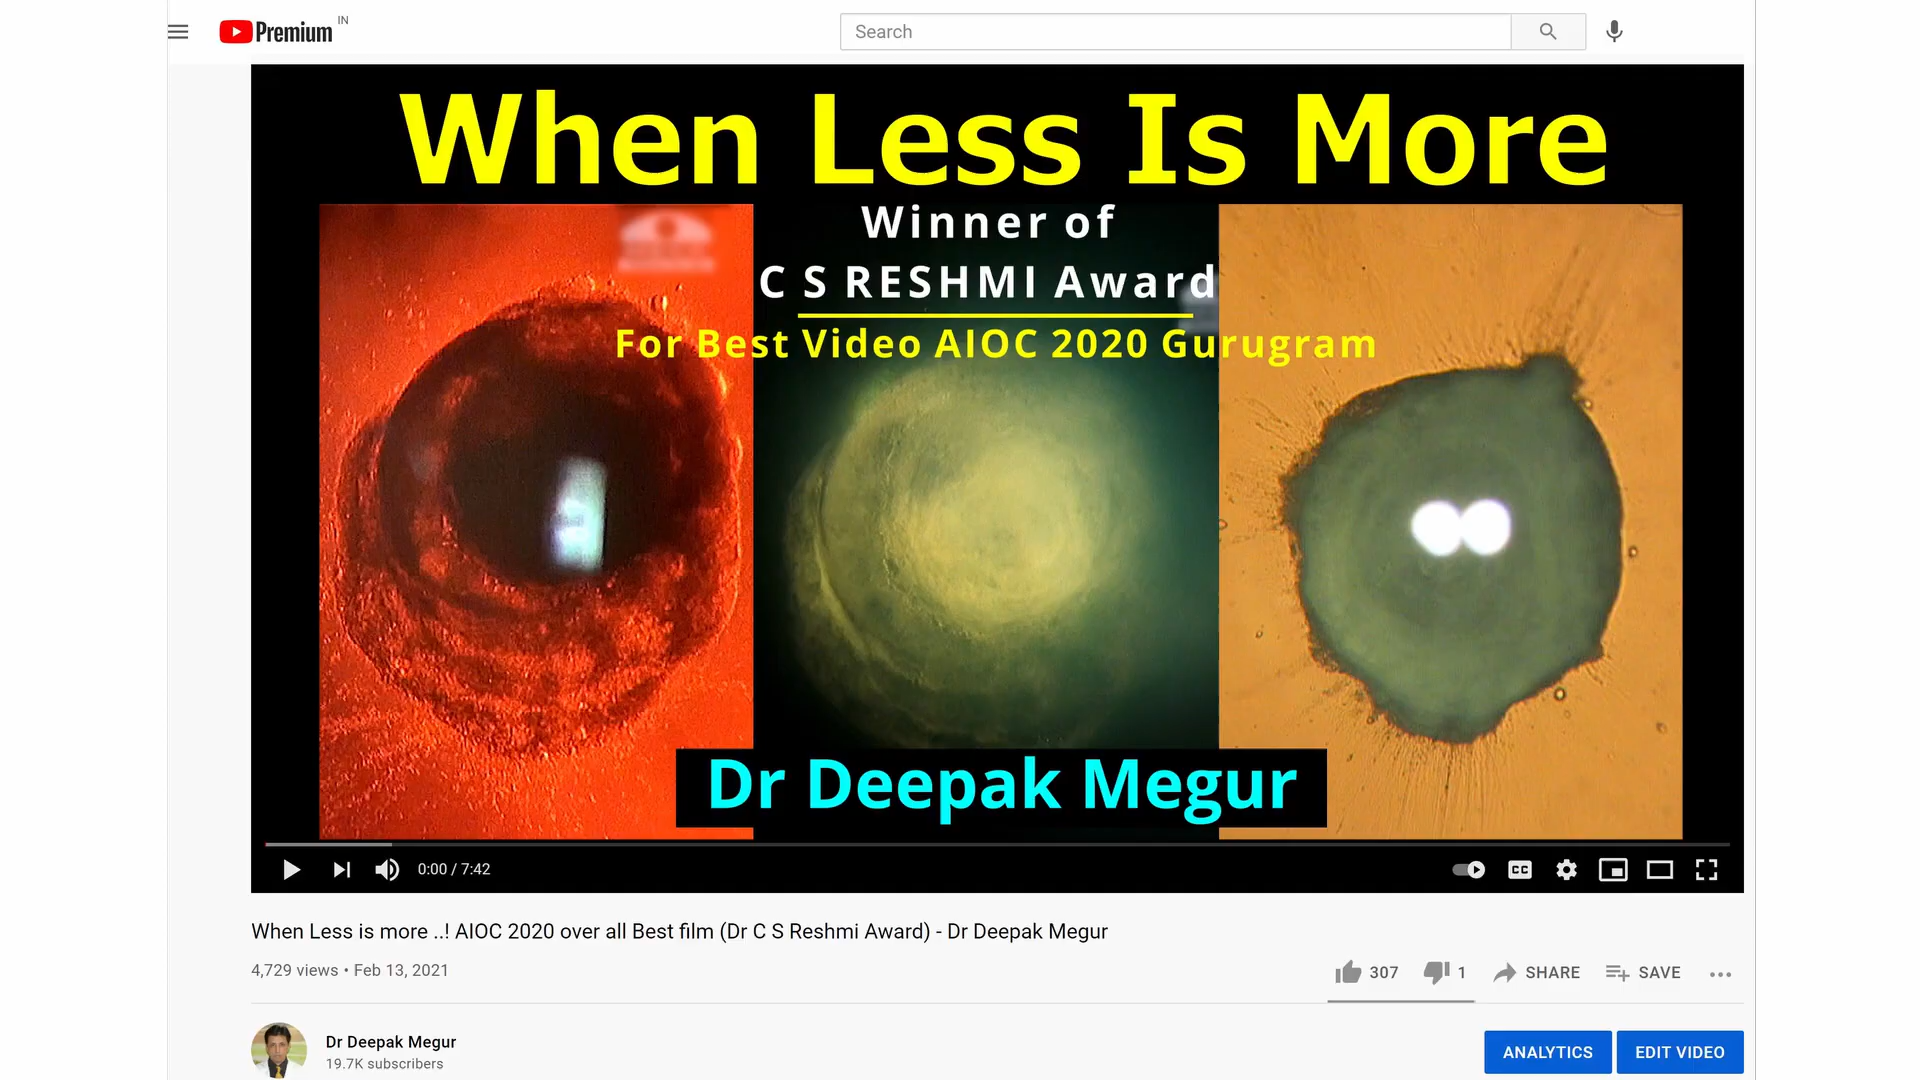 Premium IN
Search
When Less Is More
Winner of
C S RESHMI Award
For Best Video AIOC 2020 Gurugram
Dr Deepak Megur
0:00 / 7:42
CC
When Less is more ..! AIOC 2020 over all Best film (Dr C S Reshmi Award) - Dr Deepak Megur
4,729 views • Feb 13, 2021
307 1 SHARE SAVE
Dr Deepak Megur
19.7K subscribers
ANALYTICS EDIT VIDEO